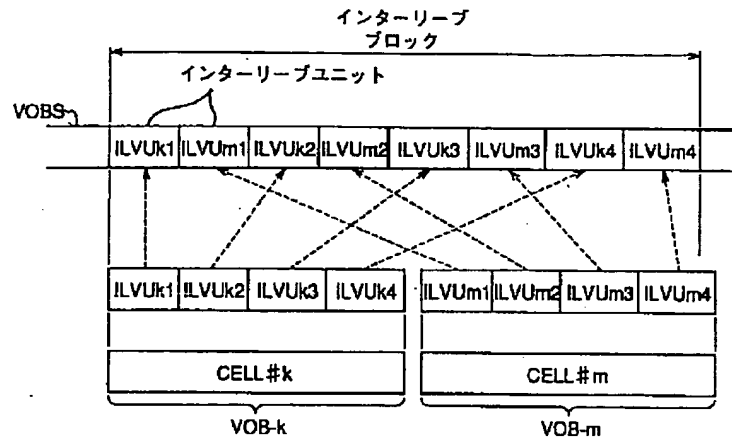 インターリーブ
ブロック
インターリーブユニット
VOBS
ILVUk1 ILVUm1 ILVUk2 ILVUm2 ILVUk3 ILVUm3 ILVUk4 ILVUm4
ILVUk1 ILVUk2 ILVUk3 ILVUk4 ILVUm1 ILVUm2 ILVUm3 ILVUm4
CELL#k CELL#m
VOB-k VOB-m